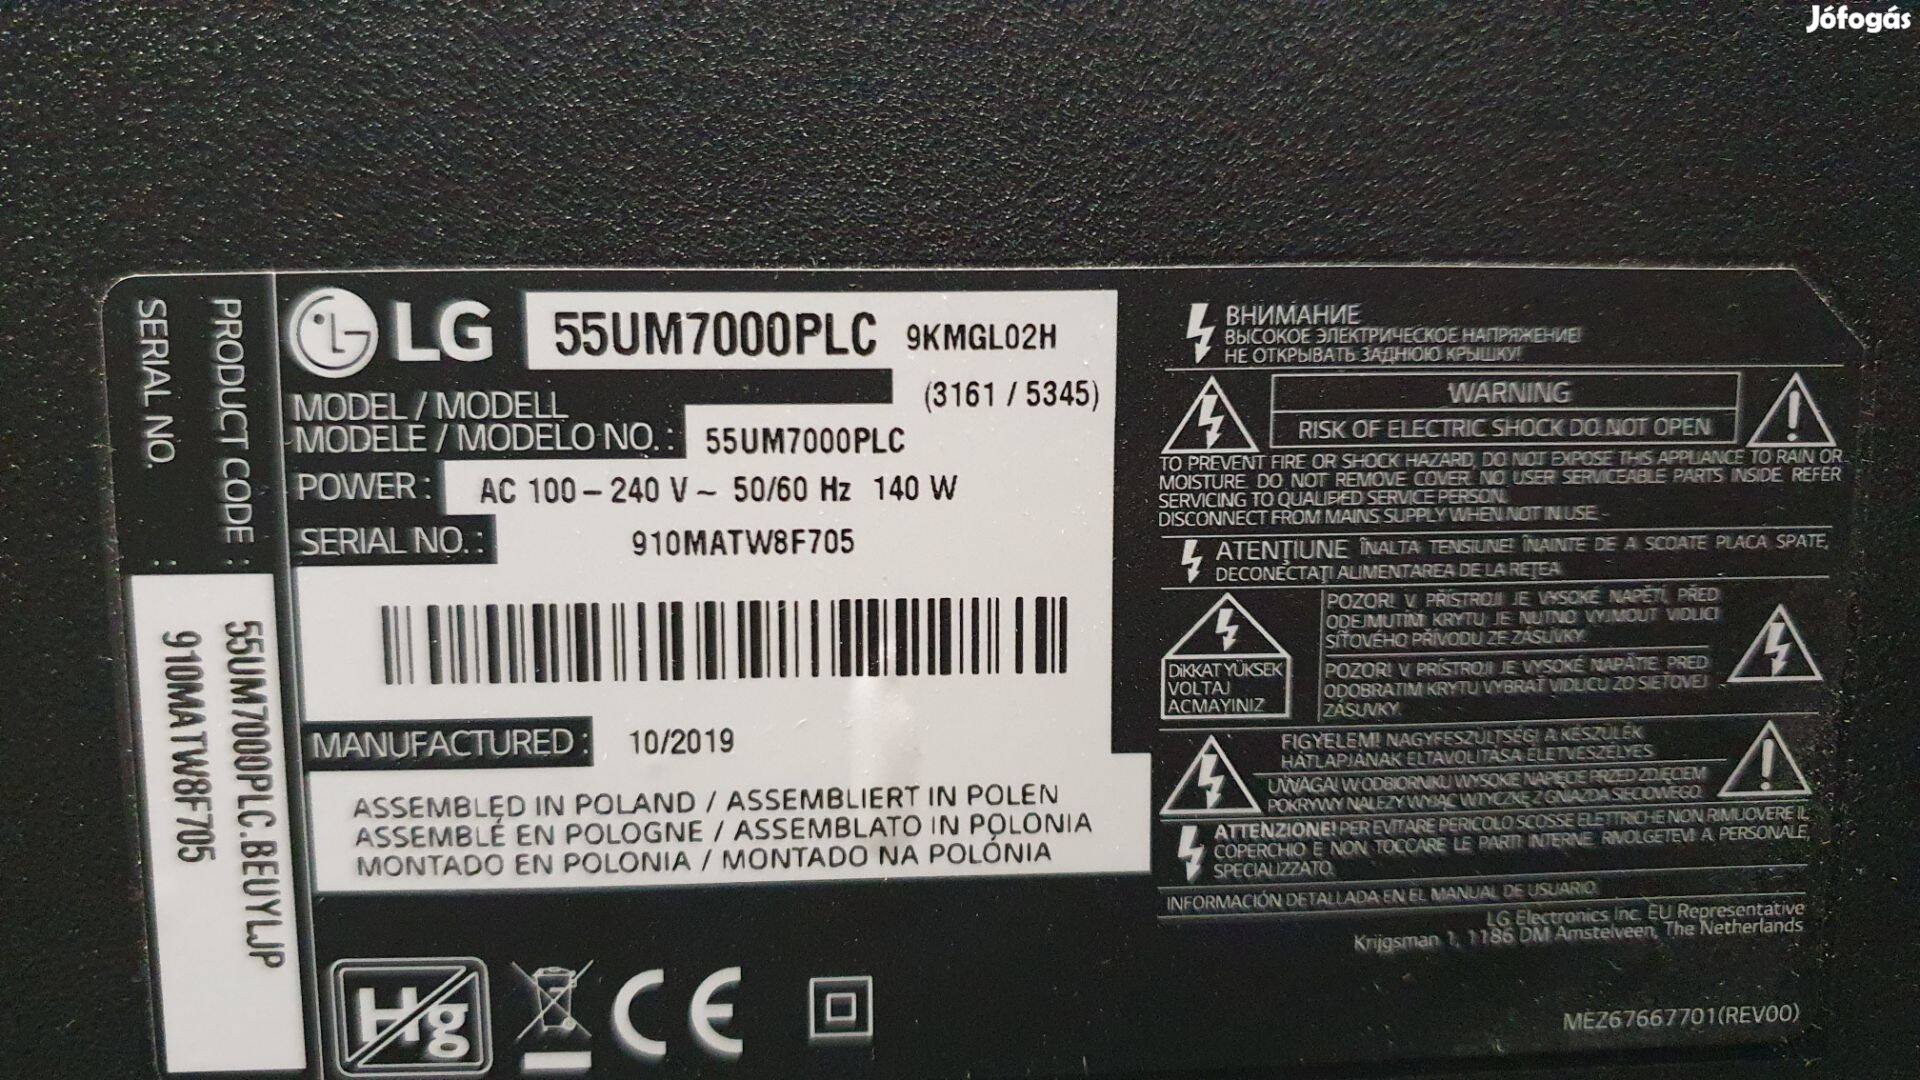 Jófogás
SERIAL NO. :
910MATW8F705
PRODUCT CODE :
55UM7000PLC.BEUYLJP
LG 55UM7000PLC 9KMGL02H
(3161 / 5345)
MODEL / MODELL
MODELE / MODELO NO. : 55UM7000PLC
POWER : AC 100 – 240 V ~ 50/60 Hz 140 W
SERIAL NO. : 910MATW8F705
MANUFACTURED : 10/2019
ASSEMBLED IN POLAND / ASSEMBLIERT IN POLEN
ASSEMBLÉ EN POLOGNE / ASSEMBLATO IN POLONIA
MONTADO EN POLONIA / MONTADO NA POLÓNIA
Hg
CE
ВНИМАНИЕ
ВЫСОКОЕ ЭЛЕКТРИЧЕСКОЕ НАПРЯЖЕНИЕ!
НЕ ОТКРЫВАТЬ ЗАДНЮЮ КРЫШКУ!
WARNING
RISK OF ELECTRIC SHOCK DO NOT OPEN
TO PREVENT FIRE OR SHOCK HAZARD, DO NOT EXPOSE THIS APPLIANCE TO RAIN OR
MOISTURE. DO NOT REMOVE COVER. NO USER SERVICEABLE PARTS INSIDE. REFER
SERVICING TO QUALIFIED SERVICE PERSON.
DISCONNECT FROM MAINS SUPPLY WHEN NOT IN USE -
ATENŢIUNE ÎNALTA TENSIUNE! ÎNAINTE DE A SCOATE PLACA SPATE,
DECONECTAŢI ALIMENTAREA DE LA REŢEA
DIKKAT YÜKSEK
VOLTAJ
ACMAYINIZ
POZOR! V PŘÍSTROJI JE VYSOKÉ NAPĚTÍ, PŘED
ODEJMUTÍM KRYTU JE NUTNO VYJMOUT VIDLICI
SÍŤOVÉHO PŘÍVODU ZE ZÁSUVKY.
POZOR! V PRÍSTROJI JE VYSOKÉ NAPÄTIE, PRED
ODOBRATIM KRYTU VYBRAŤ VIDLICU ZO SIEŤOVEJ
ZÁSUVKY.
FIGYELEM! NAGYFESZÜLTSÉG! A KÉSZÜLÉK
HÁTLAPJÁNAK ELTAVOLITÁSA ÉLETVESZÉLYES.
UWAGA! W ODBIORNIKU WYSOKIE NAPIĘCIE PRZED ZDJĘCIEM
POKRYWY NALEŻY WYJĄĆ WTYCZKĘ Z GNIAZDA SIECIOWEGO.
ATTENZIONE! PER EVITARE PERICOLO SCOSSE ELETTRICHE NON RIMUOVERE IL
COPERCHIO E NON TOCCARE LE PARTI INTERNE. RIVOLGETEVI A PERSONALE,
SPECIALIZZATO.
INFORMACIÓN DETALLADA EN EL MANUAL DE USUARIO.
LG Electronics Inc. EU Representative
Krijgsman 1, 1186 DM Amstelveen, The Netherlands
MEZ67667701(REV00)